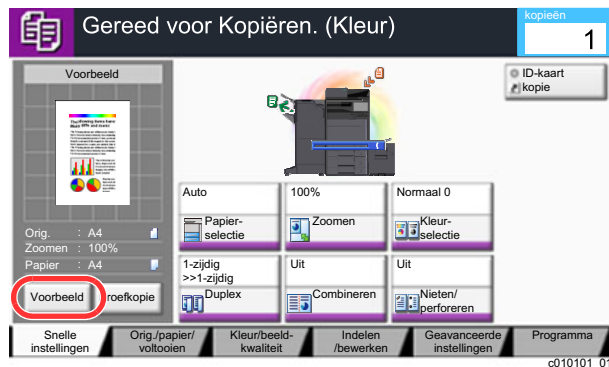 Gereed voor Kopiëren. (Kleur)
kopieën
1
Voorbeeld
ID-kaart
kopie
Orig. : A4
Zoomen : 100%
Papier : A4
Voorbeeld
roefkopie
Auto
Papier-
selectie
100%
Zoomen
Normaal 0
Kleur-
selectie
1-zijdig
>>1-zijdig
Duplex
Uit
Combineren
Uit
Nieten/
perforeren
Snelle
instellingen
Orig./papier/
voltooien
Kleur/beeld-
kwaliteit
Indelen
/bewerken
Geavanceerde
instellingen
Programma
c010101_01